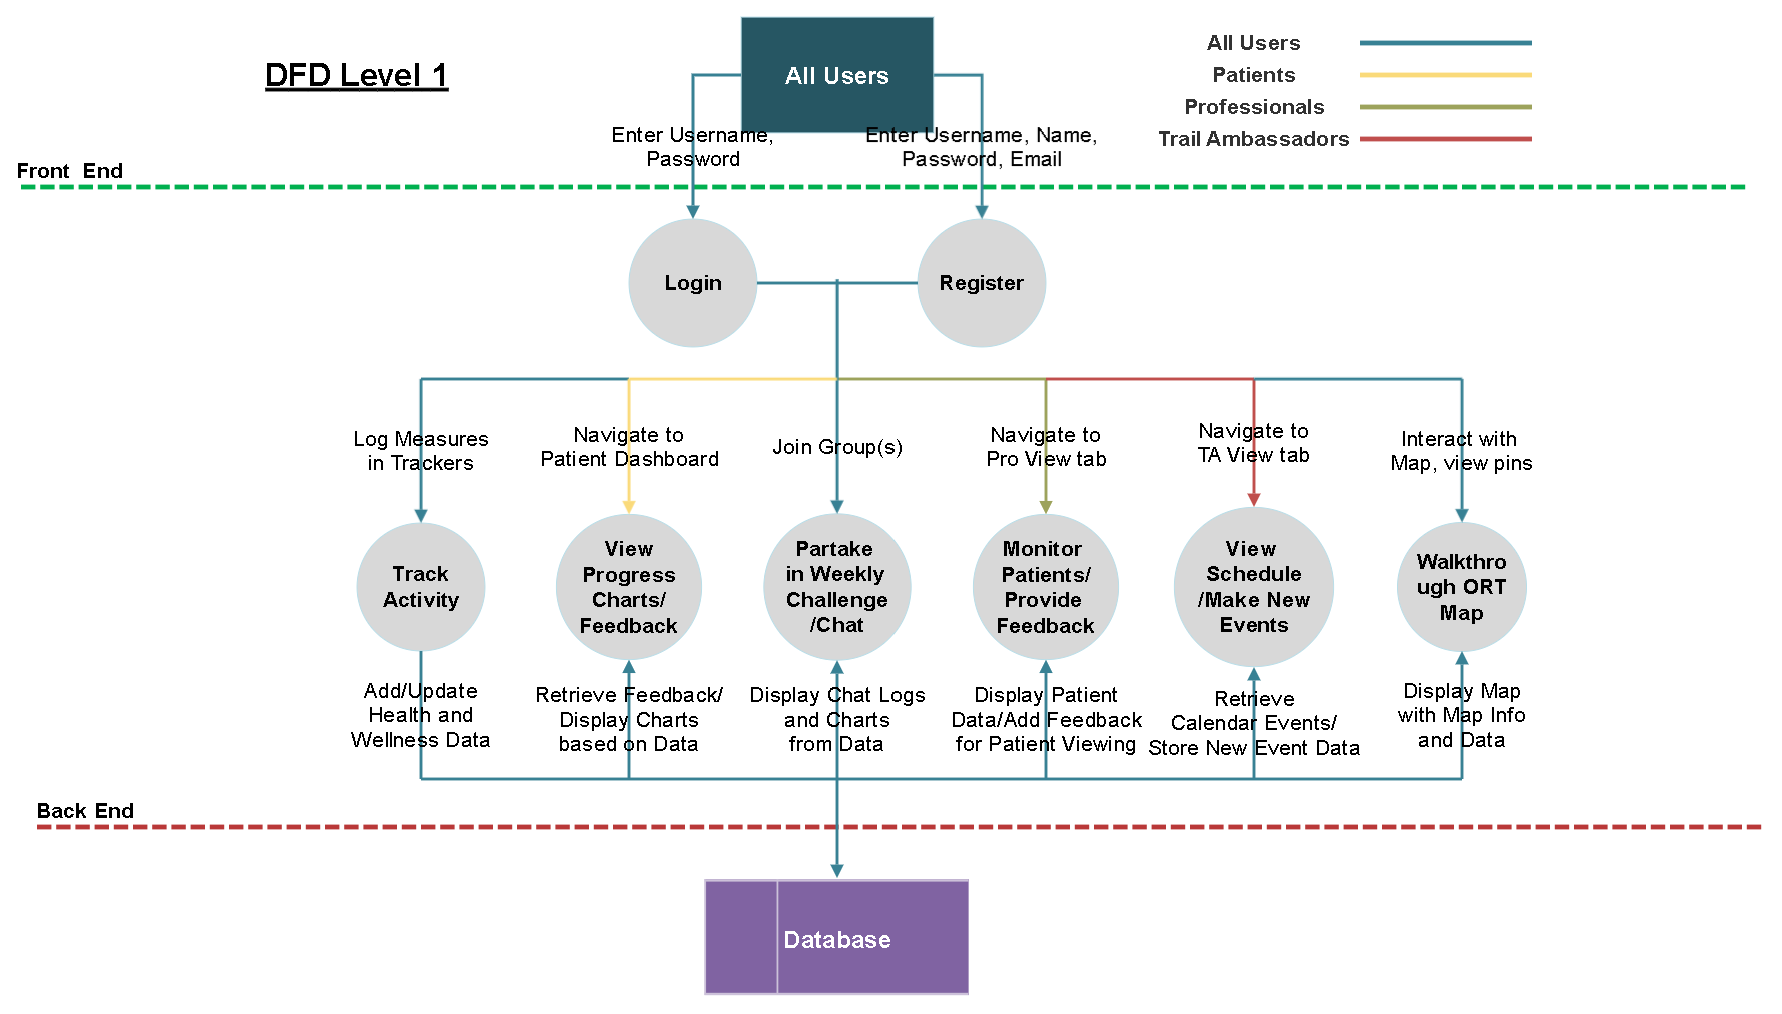 DFD Level 1
All Users
All Users
Patients
Professionals
Trail Ambassadors
Enter Username,
Password
Enter Username, Name,
Password, Email
Front End
Login
Register
Log Measures
in Trackers
Navigate to
Patient Dashboard
Join Group(s)
Navigate to
Pro View tab
Navigate to
TA View tab
Interact with
Map, view pins
Track
Activity
View
Progress
Charts/
Feedback
Partake
in Weekly
Challenge
/Chat
Monitor
Patients/
Provide
Feedback
View
Schedule
/Make New
Events
Walkthro
ugh ORT
Map
Add/Update
Health and
Wellness Data
Retrieve Feedback/
Display Charts
based on Data
Display Chat Logs
and Charts
from Data
Display Patient
Data/Add Feedback
for Patient Viewing
Retrieve
Calendar Events/
Store New Event Data
Display Map
with Map Info
and Data
Back End
Database